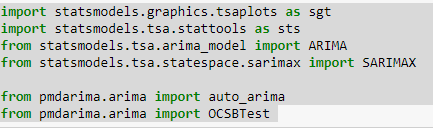 import statsmodels.graphics.tsaplots as sgt
import statsmodels.tsa.stattools as sts
from statsmodels.tsa.arima_model import ARIMA
from statsmodels.tsa.statespace.sarimax import SARIMAX
from pmdarima.arima import auto_arima
from pmdarima.arima import OCSBTest